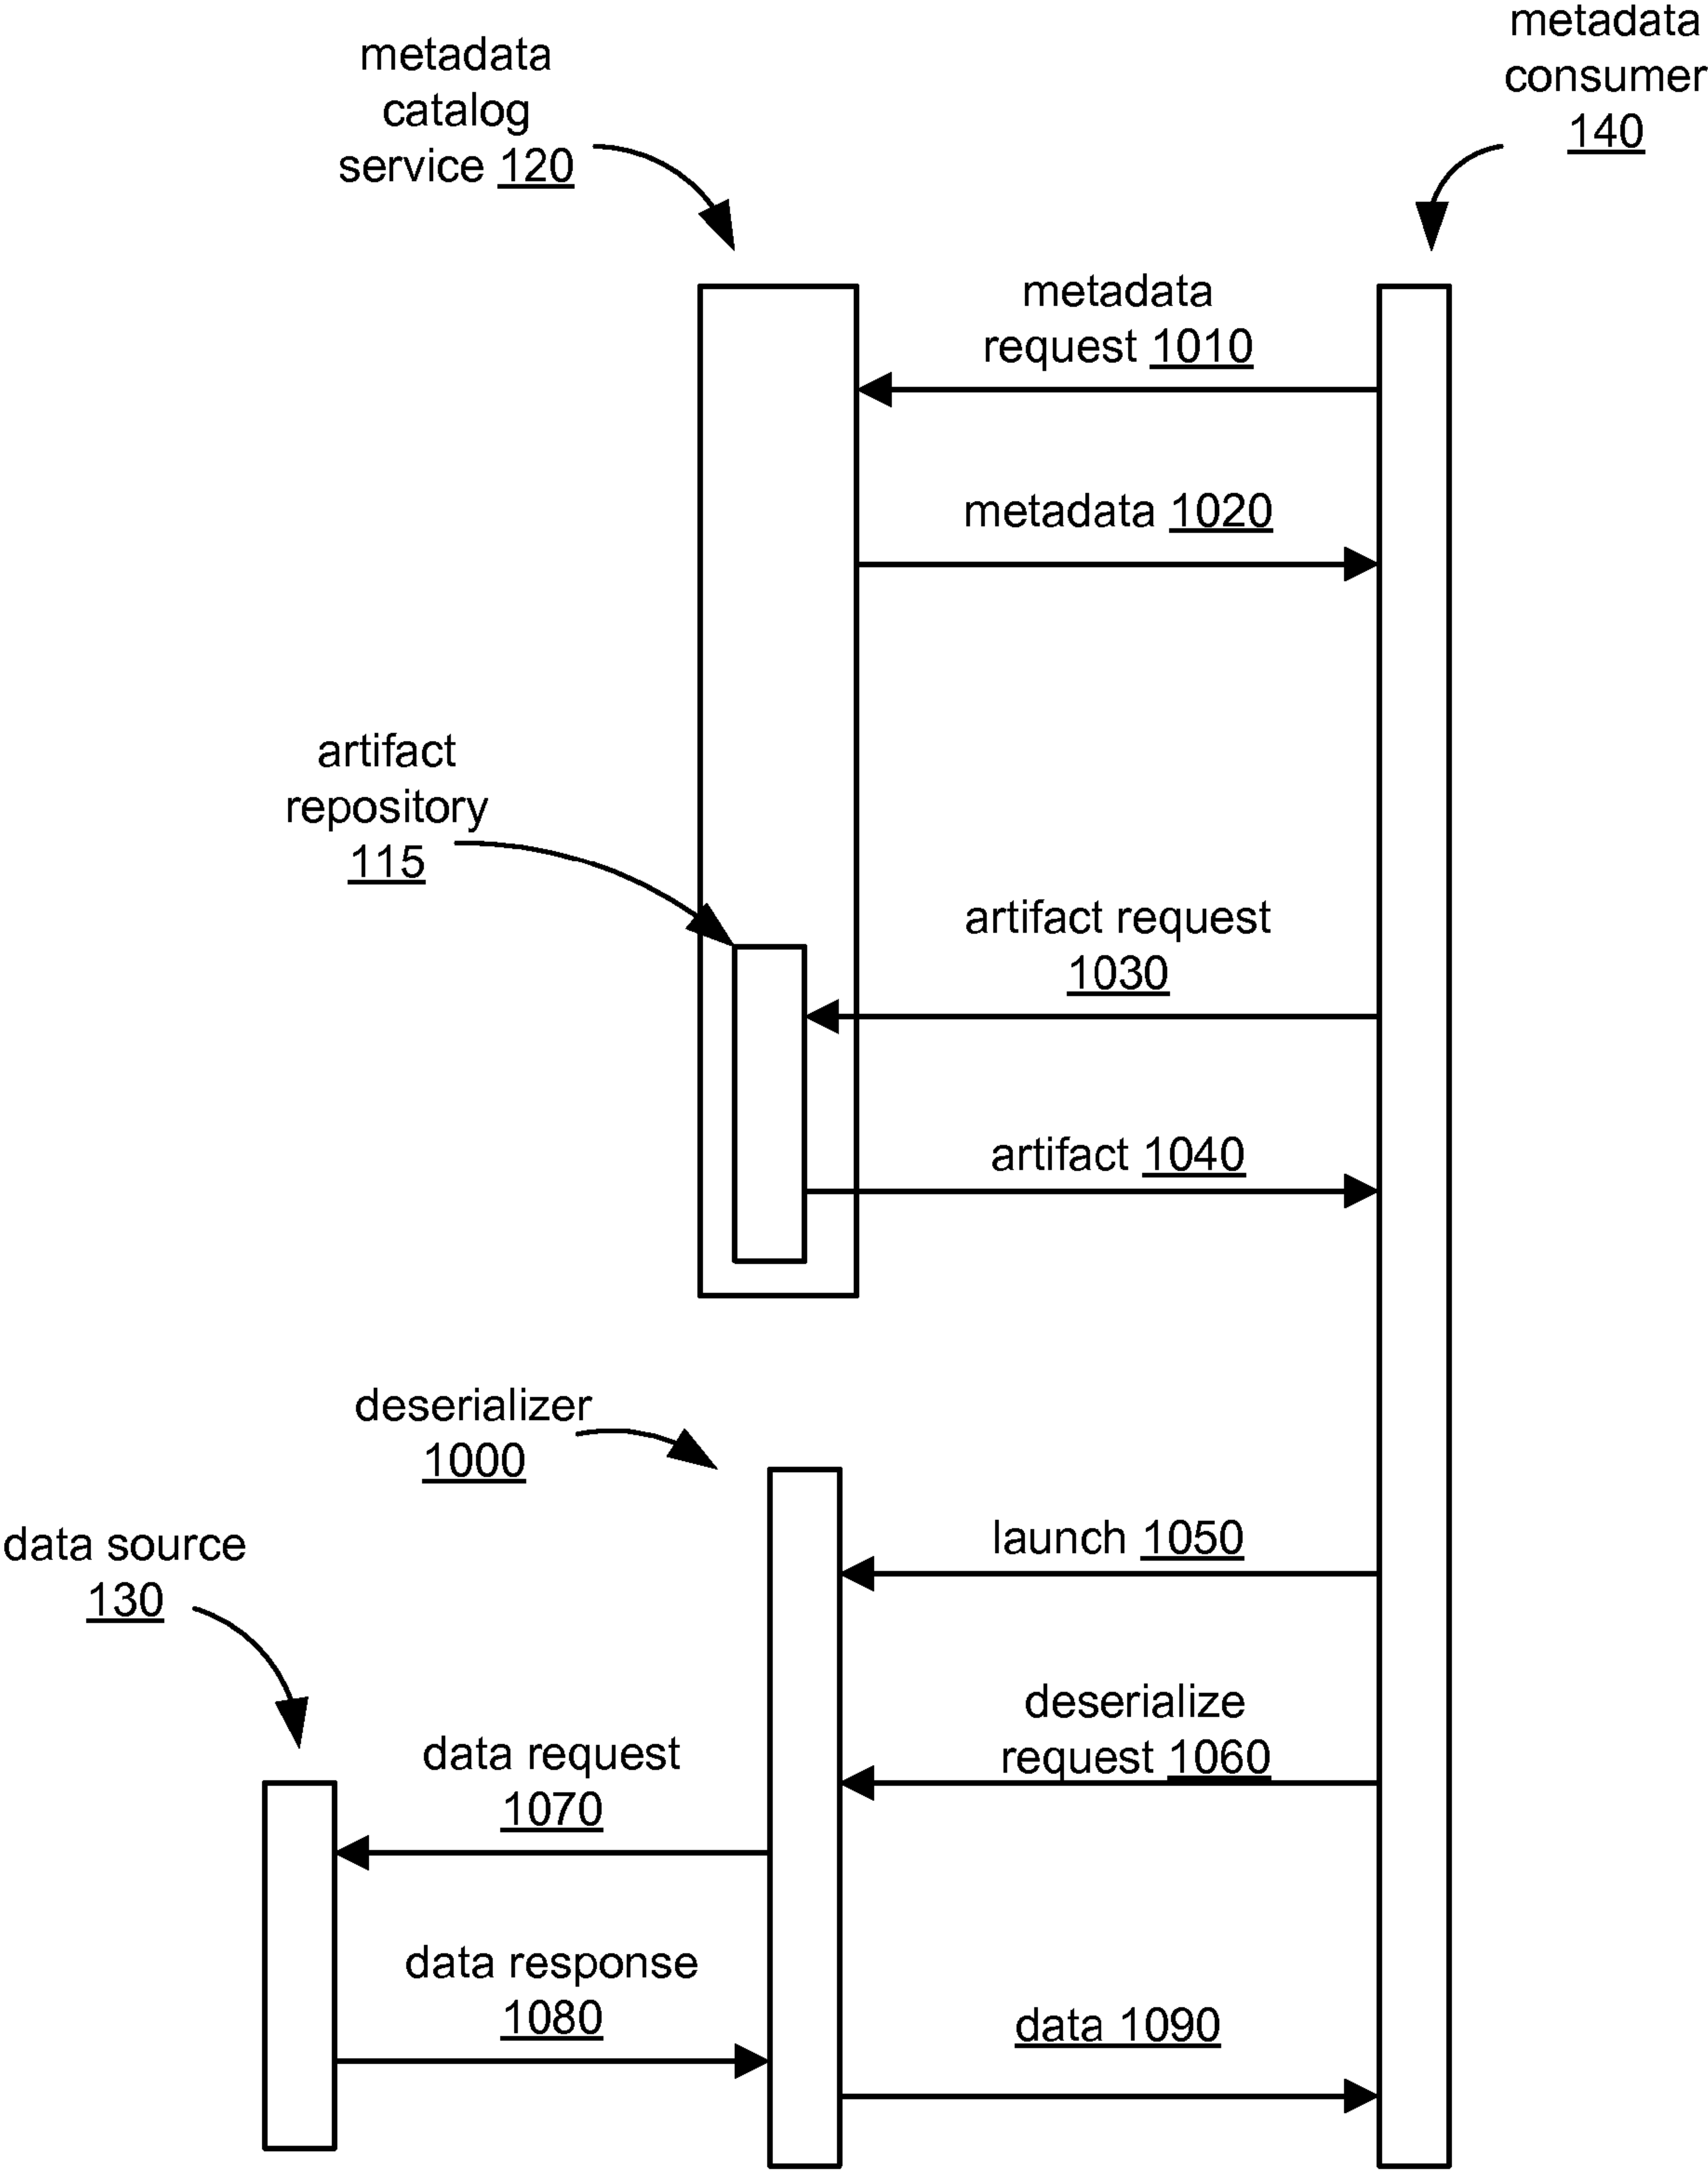 metadata
catalog
service 120
metadata
consumer
140
metadata
request 1010
metadata 1020
artifact
repository
115
artifact request
1030
artifact 1040
deserializer
1000
data source
130
launch 1050
deserialize
request 1060
data request
1070
data response
1080
data 1090